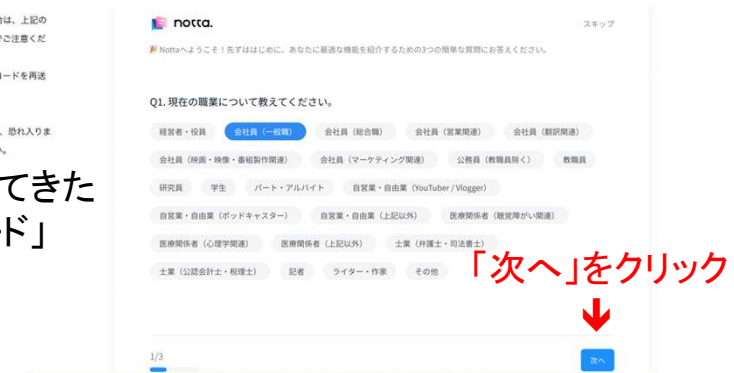 合は、上記の
ご注意くだ
コードを再送
、恐れ入りま
てきた
ド」
notta.
スキップ
🎉 Nottaへようこそ！先ずははじめに、あなたに最適な機能を紹介するための3つの簡単な質問にお答えください。
Q1. 現在の職業について教えてください。
経営者・役員 会社員（一般職） 会社員（総合職） 会社員（営業関連） 会社員（翻訳関連）
会社員（映画・映像・番組製作関連） 会社員（マーケティング関連） 公務員（教職員除く） 教職員
研究員 学生 パート・アルバイト 自営業・自由業（YouTuber / Vlogger）
自営業・自由業（ポッドキャスター） 自営業・自由業（上記以外） 医療関係者（聴覚障がい関連）
医療関係者（心理学関連） 医療関係者（上記以外） 士業（弁護士・司法書士）
士業（公認会計士・税理士） 記者 ライター・作家 その他
「次へ」をクリック
1/3
次へ